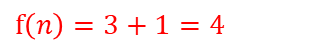 f(n) = 3 + 1 = 4